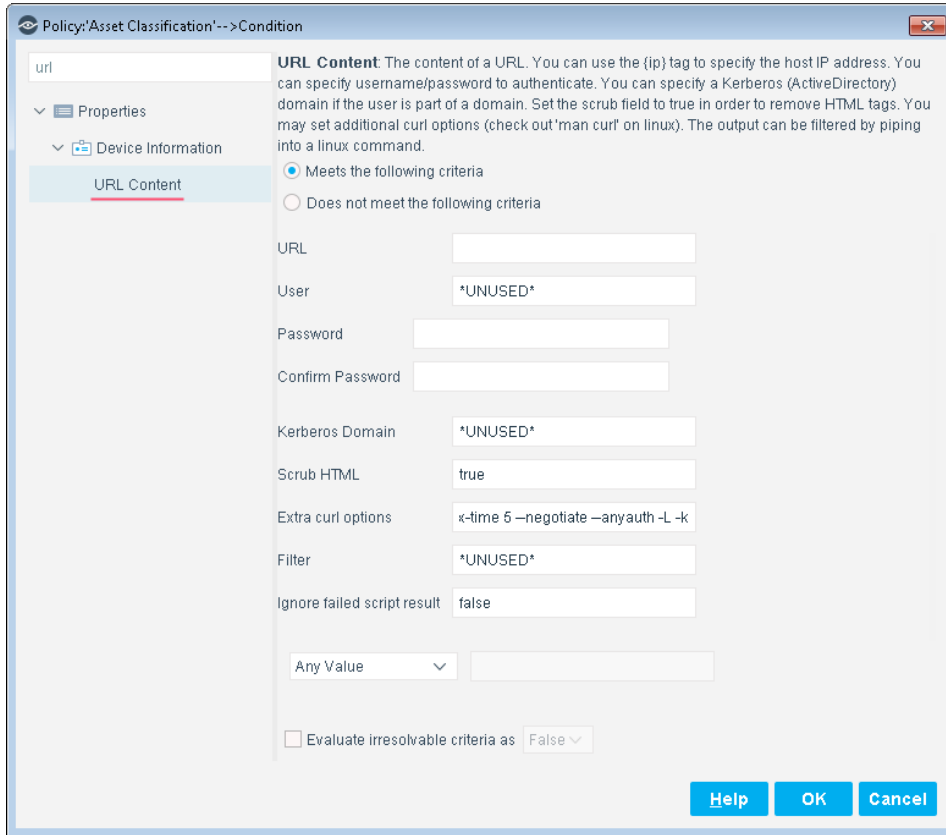 Policy:'Asset Classification'-->Condition
url
Properties
Device Information
URL Content
URL Content: The content of a URL. You can use the {ip} tag to specify the host IP address. You
can specify username/password to authenticate. You can specify a Kerberos (ActiveDirectory)
domain if the user is part of a domain. Set the scrub field to true in order to remove HTML tags. You
may set additional curl options (check out 'man curl' on linux). The output can be filtered by piping
into a linux command.
Meets the following criteria
Does not meet the following criteria
URL
User *UNUSED*
Password
Confirm Password
Kerberos Domain *UNUSED*
Scrub HTML true
Extra curl options x-time 5 —negotiate —anyauth -L -k
Filter *UNUSED*
Ignore failed script result false
Any Value
Evaluate irresolvable criteria as False
Help OK Cancel